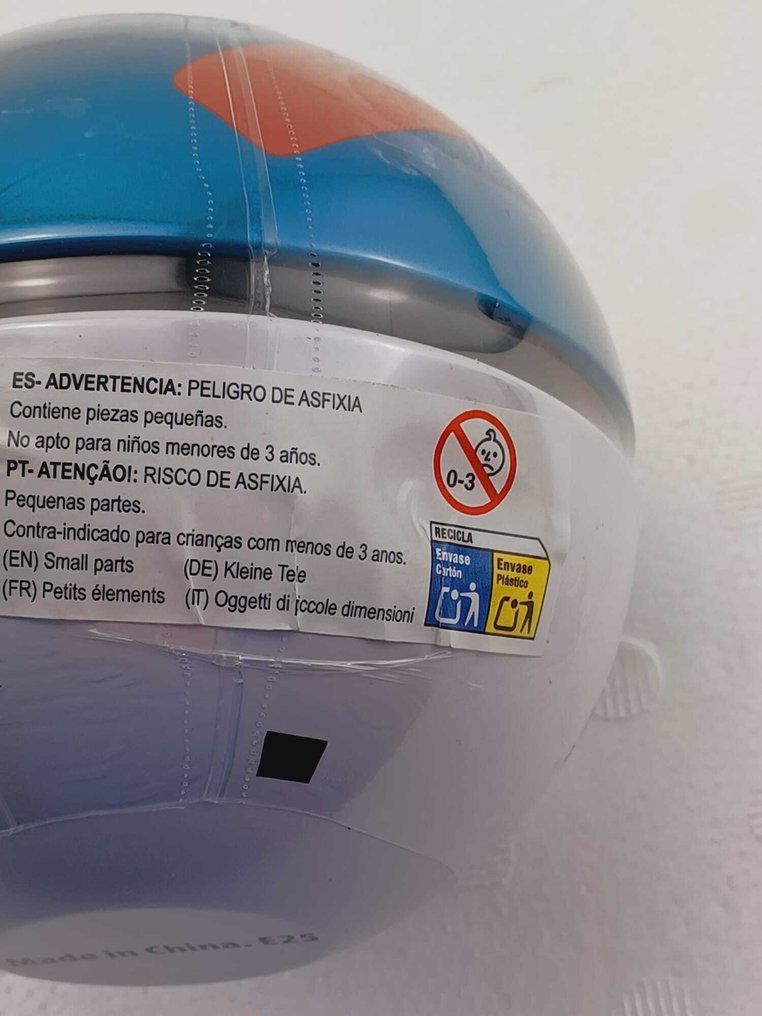 ES- ADVERTENCIA: PELIGRO DE ASFIXIA
Contiene piezas pequeñas.
No apto para niños menores de 3 años.
PT- ATENÇÃO!: RISCO DE ASFIXIA.
Pequenas partes.
Contra-indicado para crianças com menos de 3 anos.
(EN) Small parts (DE) Kleine Teile
(FR) Petits élements (IT) Oggetti di piccole dimensioni
0-3
RECICLA
Envase Cartón
Envase Plástico
Made in China. E25